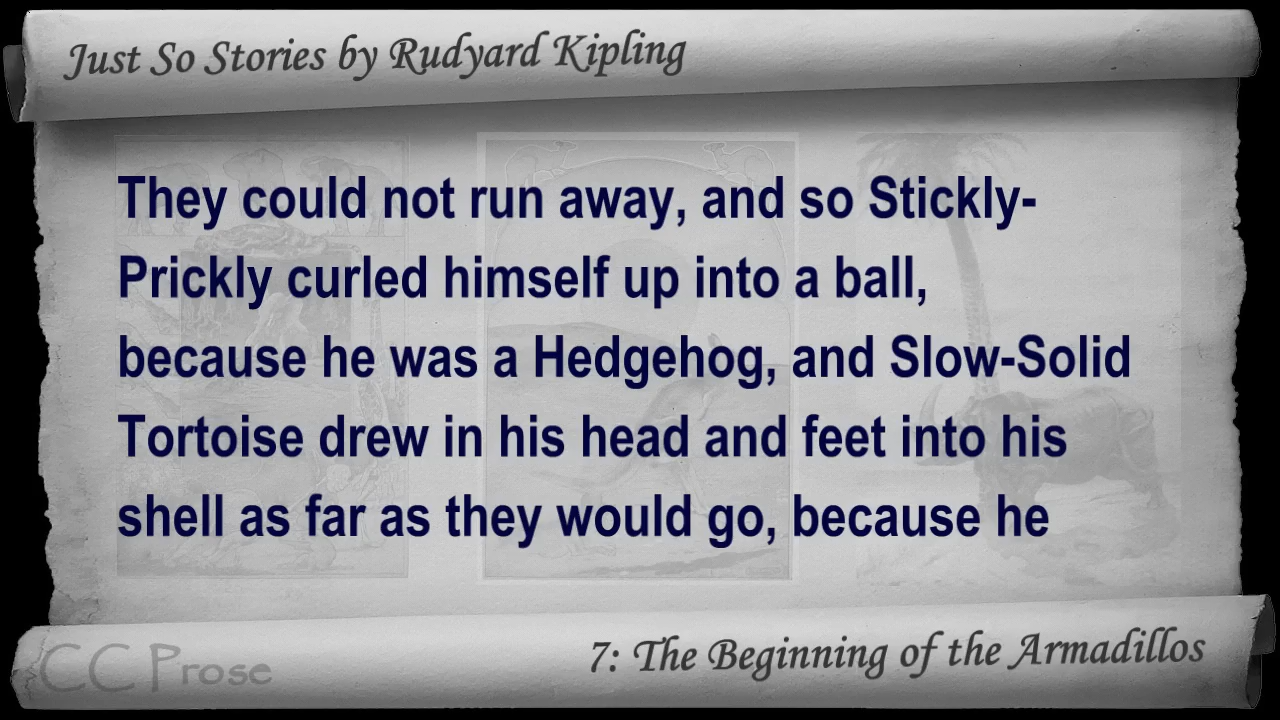 Just So Stories by Rudyard Kipling
They could not run away, and so Stickly-
Prickly curled himself up into a ball,
because he was a Hedgehog, and Slow-Solid
Tortoise drew in his head and feet into his
shell as far as they would go, because he
CC Prose
7: The Beginning of the Armadillos